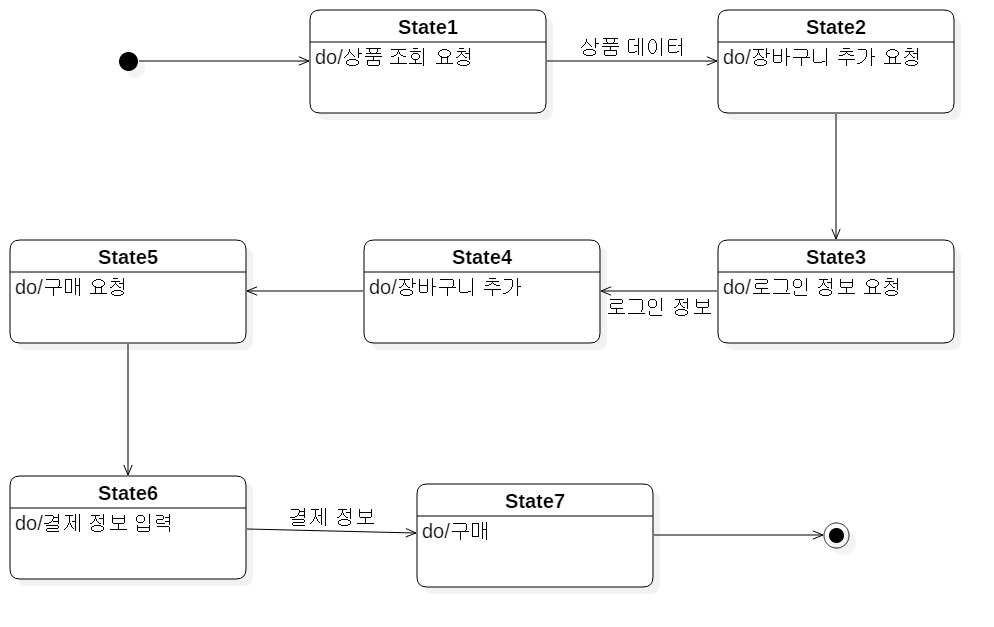 State1
do/상품 조회 요청
상품 데이터
State2
do/장바구니 추가 요청
State3
do/로그인 정보 요청
로그인 정보
State4
do/장바구니 추가
State5
do/구매 요청
State6
do/결제 정보 입력
결제 정보
State7
do/구매